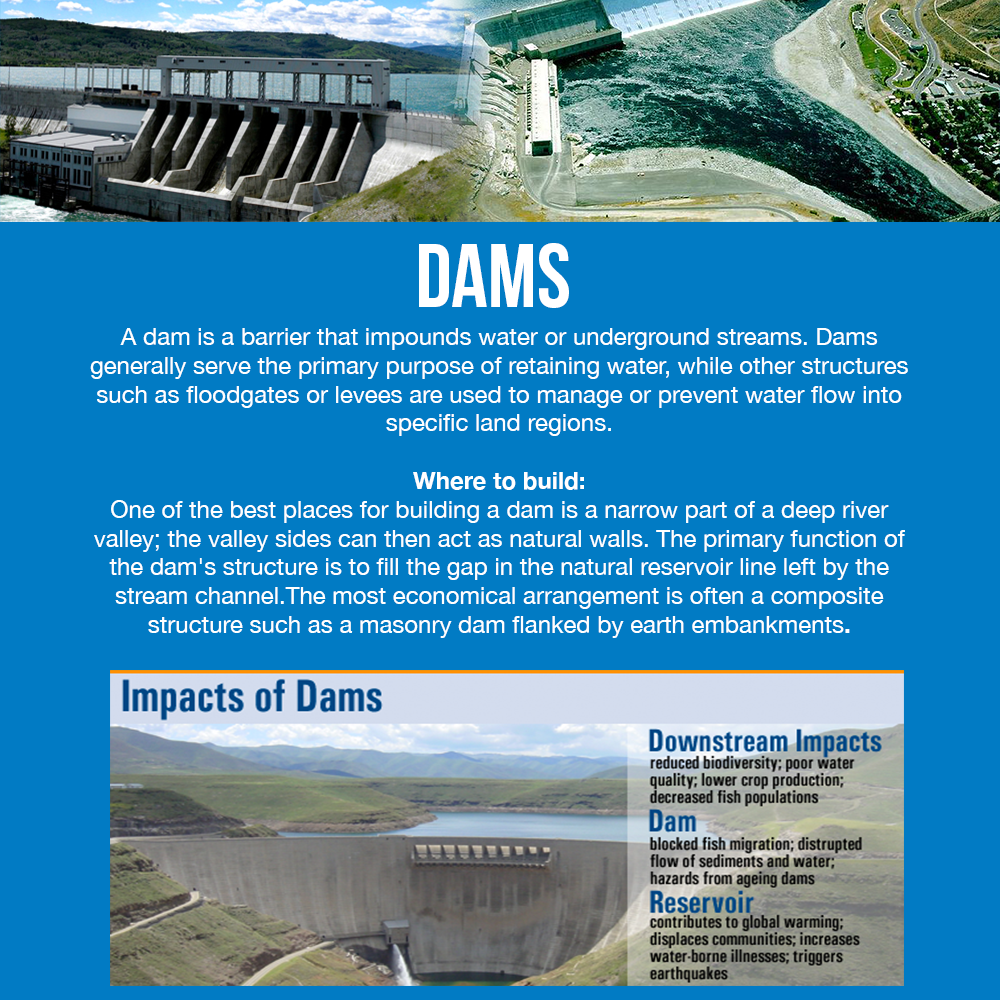 DAMS
A dam is a barrier that impounds water or underground streams. Dams
generally serve the primary purpose of retaining water, while other structures
such as floodgates or levees are used to manage or prevent water flow into
specific land regions.
Where to build:
One of the best places for building a dam is a narrow part of a deep river
valley; the valley sides can then act as natural walls. The primary function of
the dam's structure is to fill the gap in the natural reservoir line left by the
stream channel.The most economical arrangement is often a composite
structure such as a masonry dam flanked by earth embankments.
Impacts of Dams
Downstream Impacts
reduced biodiversity; poor water
quality; lower crop production;
decreased fish populations
Dam
blocked fish migration; distrupted
flow of sediments and water;
hazards from ageing dams
Reservoir
contributes to global warming;
displaces communities; increases
water-borne illnesses; triggers
earthquakes